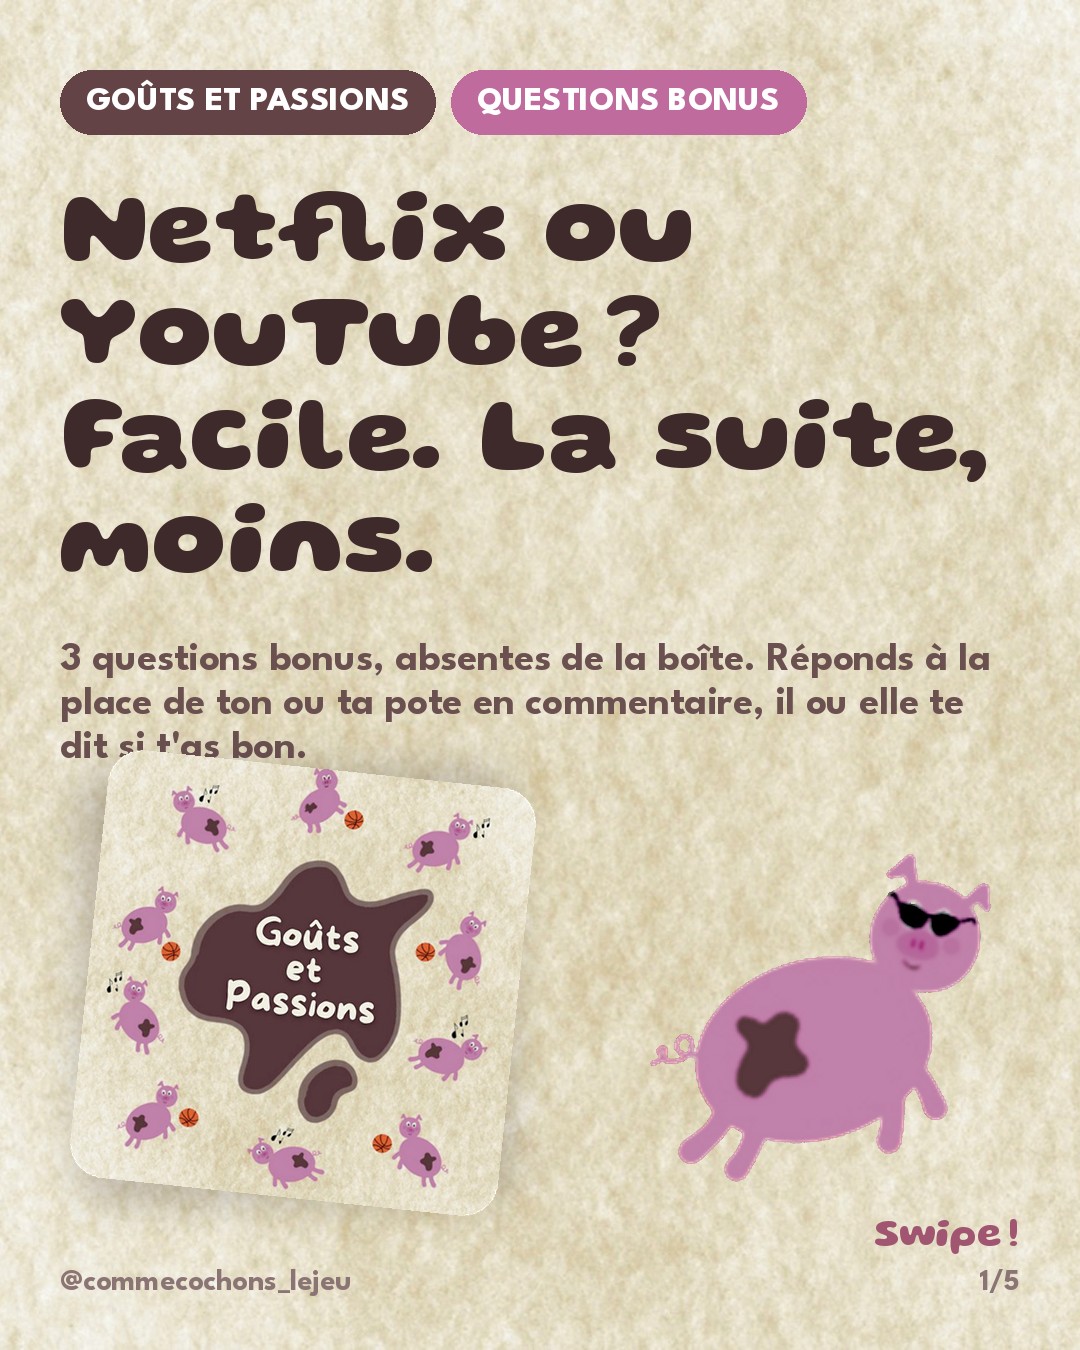 GOÛTS ET PASSIONS
QUESTIONS BONUS
Netflix ou
YouTube ?
Facile. La suite,
moins.
3 questions bonus, absentes de la boîte. Réponds à la
place de ton ou ta pote en commentaire, il ou elle te
dit si t'as bon.
Goûts
et
Passions
Swipe !
@commecochons_lejeu
1/5